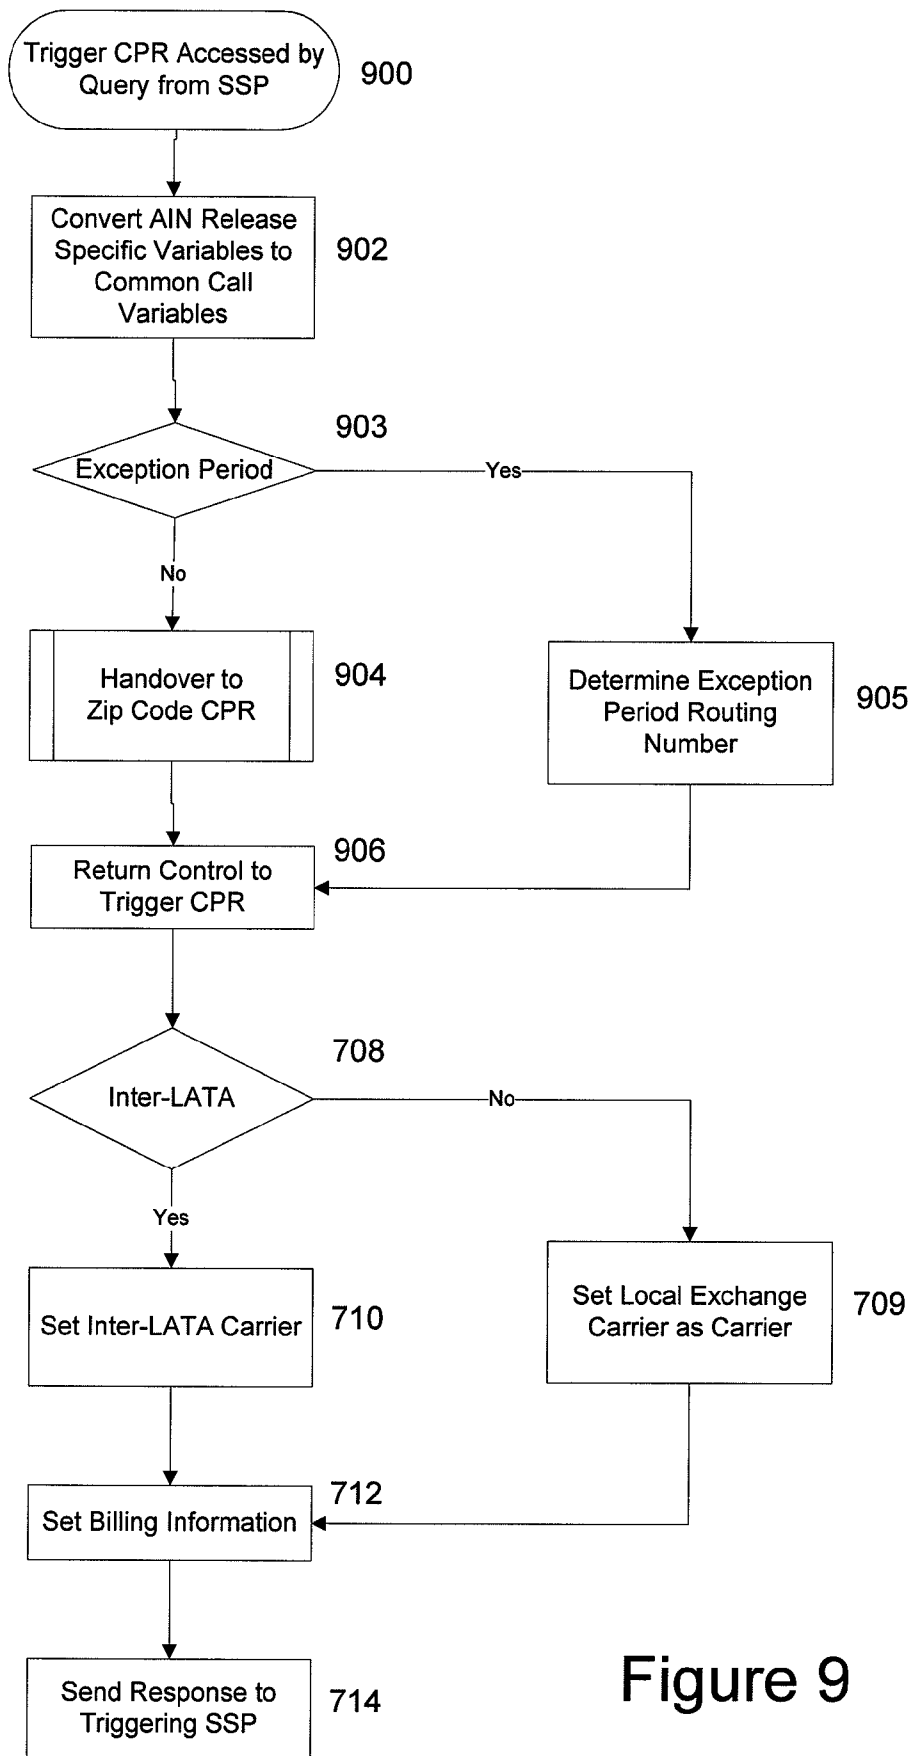 Trigger CPR Accessed by
Query from SSP
900
Convert AIN Release
Specific Variables to
Common Call
Variables
902
903
Exception Period
Yes
No
Handover to
Zip Code CPR
904
Determine Exception
Period Routing
Number
905
906
Return Control to
Trigger CPR
708
Inter-LATA
No
Yes
Set Inter-LATA Carrier
710
Set Local Exchange
Carrier as Carrier
709
712
Set Billing Information
Send Response to
Triggering SSP
714
Figure 9